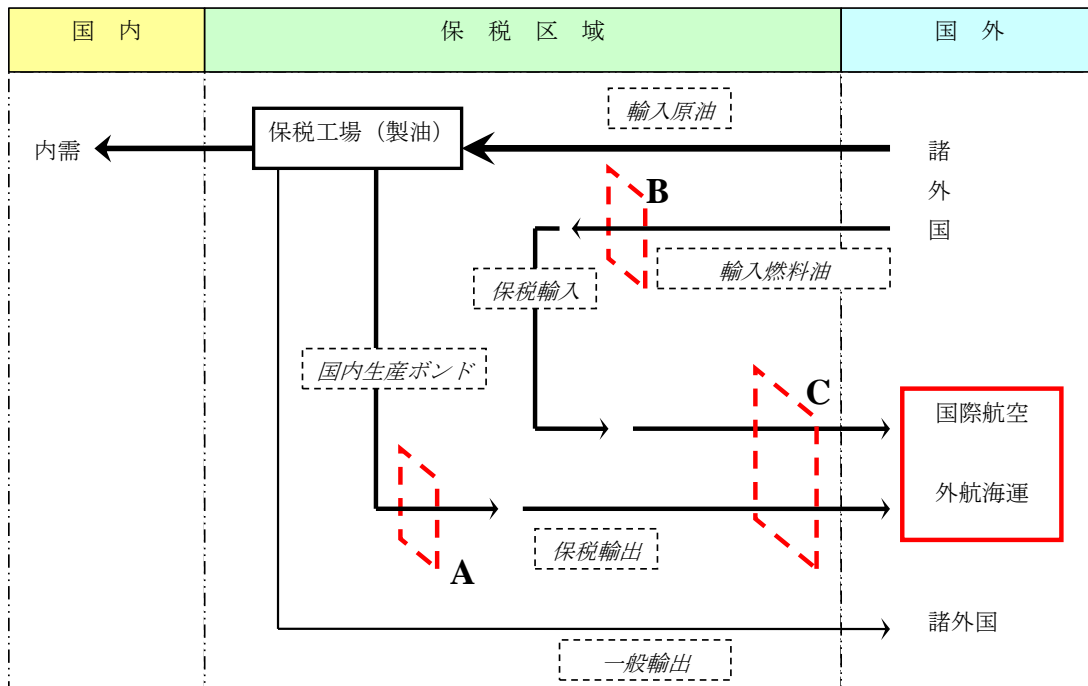 国 内
保 税 区 域
国 外
輸入原油
保税工場（製油）
内需
諸
外
国
B
輸入燃料油
保税輸入
国内生産ボンド
C
国際航空
外航海運
保税輸出
A
諸外国
一般輸出